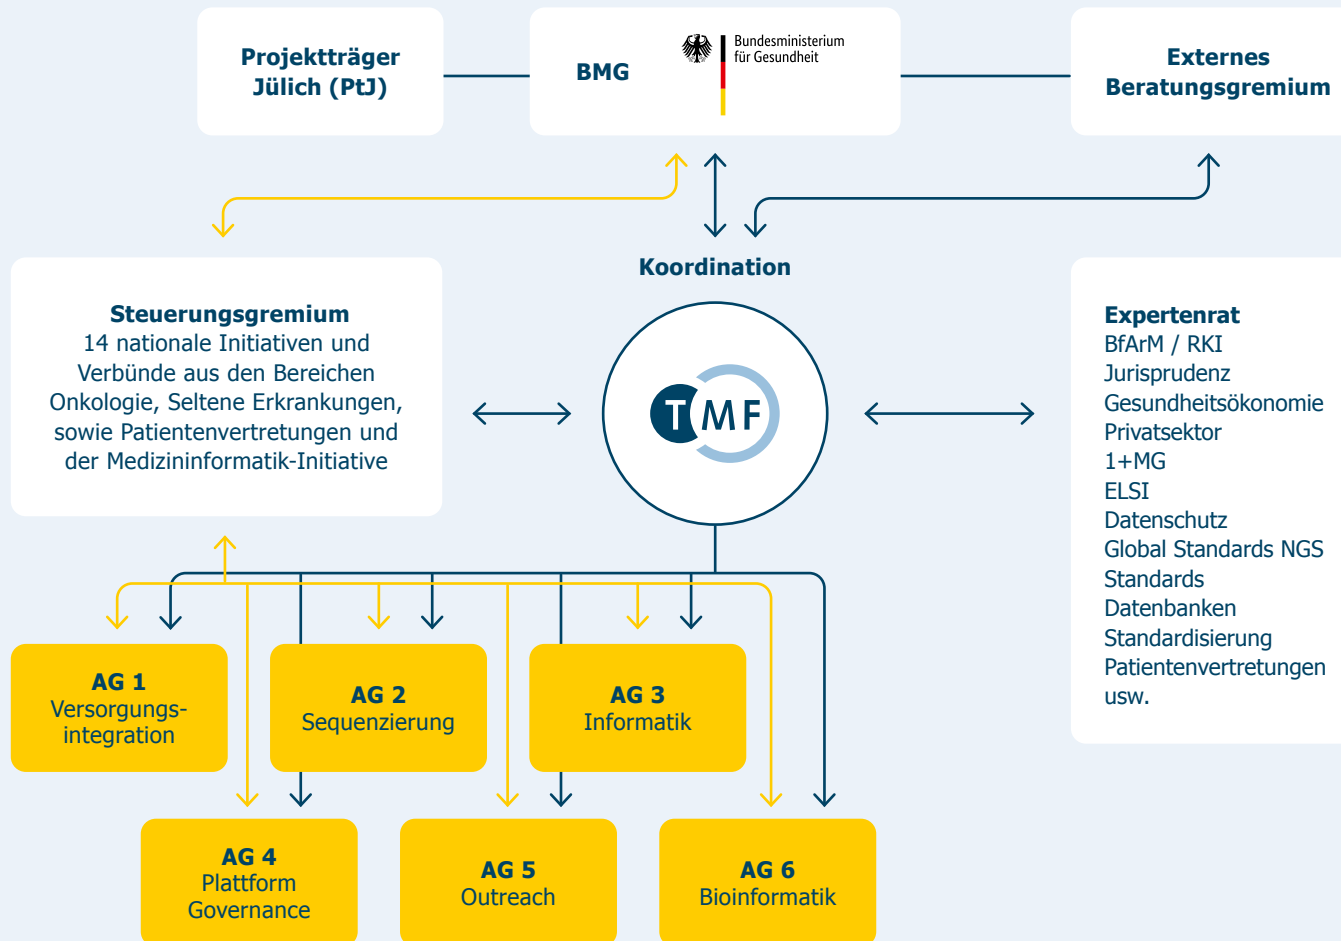 Projektträger
Jülich (PtJ)
BMG
Bundesministerium
für Gesundheit
Externes
Beratungsgremium
Koordination
Steuerungsgremium
14 nationale Initiativen und
Verbünde aus den Bereichen
Onkologie, Seltene Erkrankungen,
sowie Patientenvertretungen und
der Medizininformatik-Initiative
TMF
Expertenrat
BfArM / RKI
Jurisprudenz
Gesundheitsökonomie
Privatsektor
1+MG
ELSI
Datenschutz
Global Standards NGS
Standards
Datenbanken
Standardisierung
Patientenvertretungen
usw.
AG 1
Versorgungs-
integration
AG 2
Sequenzierung
AG 3
Informatik
AG 4
Plattform
Governance
AG 5
Outreach
AG 6
Bioinformatik